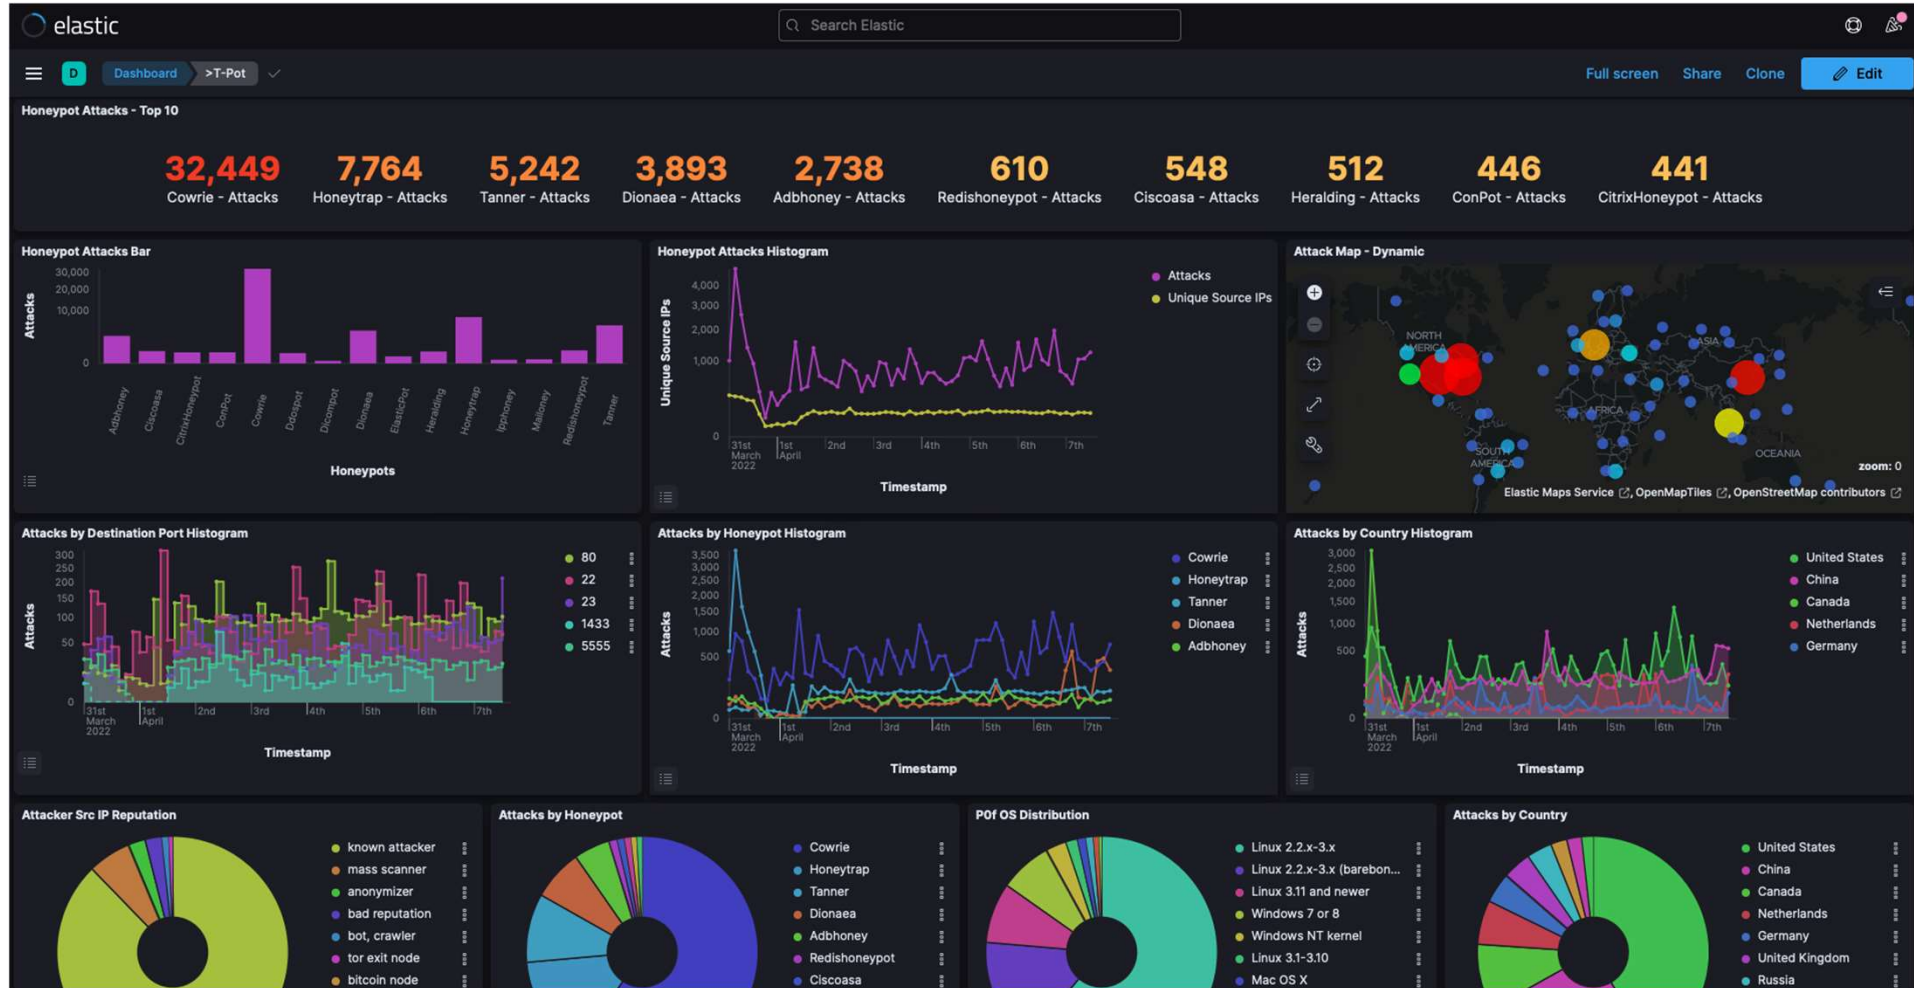 elastic
Search Elastic
D
Dashboard
>T-Pot
Full screen
Share
Clone
Edit
Honeypot Attacks - Top 10
32,449
Cowrie - Attacks
7,764
Honeytrap - Attacks
5,242
Tanner - Attacks
3,893
Dionaea - Attacks
2,738
Adbhoney - Attacks
610
Redishoneypot - Attacks
548
Ciscoasa - Attacks
512
Heralding - Attacks
446
ConPot - Attacks
441
CitrixHoneypot - Attacks
Honeypot Attacks Bar
Attacks
30,000
20,000
10,000
0
Adbhoney
Ciscoasa
CitrixHoneypot
ConPot
Cowrie
Ddospot
Dicompot
Dionaea
ElasticPot
Heralding
Honeytrap
Ipphoney
Mailoney
Redishoneypot
Tanner
Honeypots
Honeypot Attacks Histogram
Unique Source IPs
4,000
3,000
2,000
1,000
0
31st
March
2022
1st
April
2nd
3rd
4th
5th
6th
7th
Timestamp
Attacks
Unique Source IPs
Attack Map - Dynamic
NORTH
AMERICA
ASIA
AFRICA
SOUTH
AMERICA
OCEANIA
zoom: 0
Elastic Maps Service , OpenMapTiles , OpenStreetMap contributors
Attacks by Destination Port Histogram
Attacks
300
250
200
150
100
50
0
31st
March
2022
1st
April
2nd
3rd
4th
5th
6th
7th
Timestamp
80
22
23
1433
5555
Attacks by Honeypot Histogram
Attacks
3,500
3,000
2,500
2,000
1,500
1,000
500
0
31st
March
2022
1st
April
2nd
3rd
4th
5th
6th
7th
Timestamp
Cowrie
Honeytrap
Tanner
Dionaea
Adbhoney
Attacks by Country Histogram
Attacks
3,000
2,500
2,000
1,500
1,000
500
0
31st
March
2022
1st
April
2nd
3rd
4th
5th
6th
7th
Timestamp
United States
China
Canada
Netherlands
Germany
Attacker Src IP Reputation
known attacker
mass scanner
anonymizer
bad reputation
bot, crawler
tor exit node
bitcoin node
Attacks by Honeypot
Cowrie
Honeytrap
Tanner
Dionaea
Adbhoney
Redishoneypot
Ciscoasa
P0f OS Distribution
Linux 2.2.x-3.x
Linux 2.2.x-3.x (barebon...
Linux 3.11 and newer
Windows 7 or 8
Windows NT kernel
Linux 3.1-3.10
Mac OS X
Attacks by Country
United States
China
Canada
Netherlands
Germany
United Kingdom
Russia